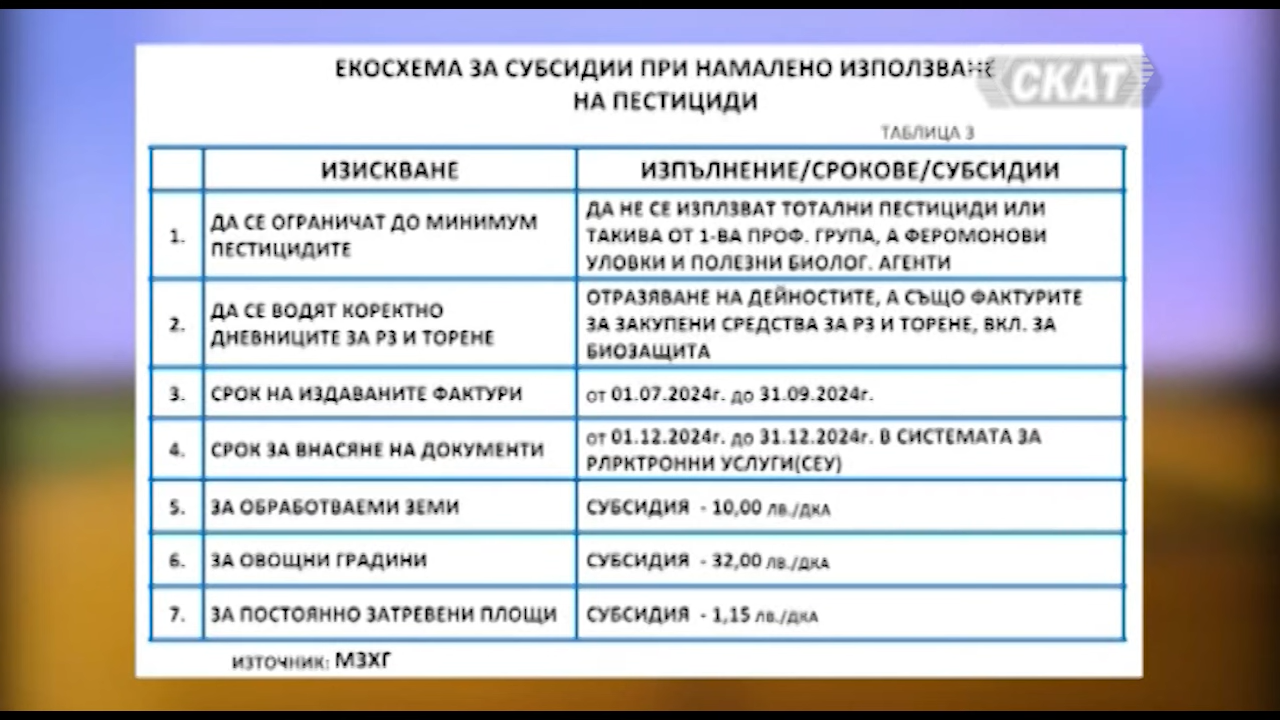 ЕКОСХЕМА ЗА СУБСИДИИ ПРИ НАМАЛЕНО ИЗПОЛЗВАНЕ
НА ПЕСТИЦИДИ
СКАТ
ТАБЛИЦА 3
ИЗИСКВАНЕ
ИЗПЪЛНЕНИЕ/СРОКОВЕ/СУБСИДИИ
1.
ДА СЕ ОГРАНИЧАТ ДО МИНИМУМ
ПЕСТИЦИДИТЕ
ДА НЕ СЕ ИЗПЛЗВАТ ТОТАЛНИ ПЕСТИЦИДИ ИЛИ
ТАКИВА ОТ 1-ВА ПРОФ. ГРУПА, А ФЕРОМОНОВИ
УЛОВКИ И ПОЛЕЗНИ БИОЛОГ. АГЕНТИ
2.
ДА СЕ ВОДЯТ КОРЕКТНО
ДНЕВНИЦИТЕ ЗА РЗ И ТОРЕНЕ
ОТРАЗЯВАНЕ НА ДЕЙНОСТИТЕ, А СЪЩО ФАКТУРИТЕ
ЗА ЗАКУПЕНИ СРЕДСТВА ЗА РЗ И ТОРЕНЕ, ВКЛ. ЗА
БИОЗАЩИТА
3.
СРОК НА ИЗДАВАНИТЕ ФАКТУРИ
от 01.07.2024г. до 31.09.2024г.
4.
СРОК ЗА ВНАСЯНЕ НА ДОКУМЕНТИ
от 01.12.2024г. до 31.12.2024г. В СИСТЕМАТА ЗА
РЛРКТРОННИ УСЛУГИ(СЕУ)
5.
ЗА ОБРАБОТВАЕМИ ЗЕМИ
СУБСИДИЯ - 10,00 ЛВ./ДКА
6.
ЗА ОВОЩНИ ГРАДИНИ
СУБСИДИЯ - 32,00 ЛВ./ДКА
7.
ЗА ПОСТОЯННО ЗАТРЕВЕНИ ПЛОЩИ
СУБСИДИЯ - 1,15 ЛВ./ДКА
ИЗТОЧНИК: МЗХГ